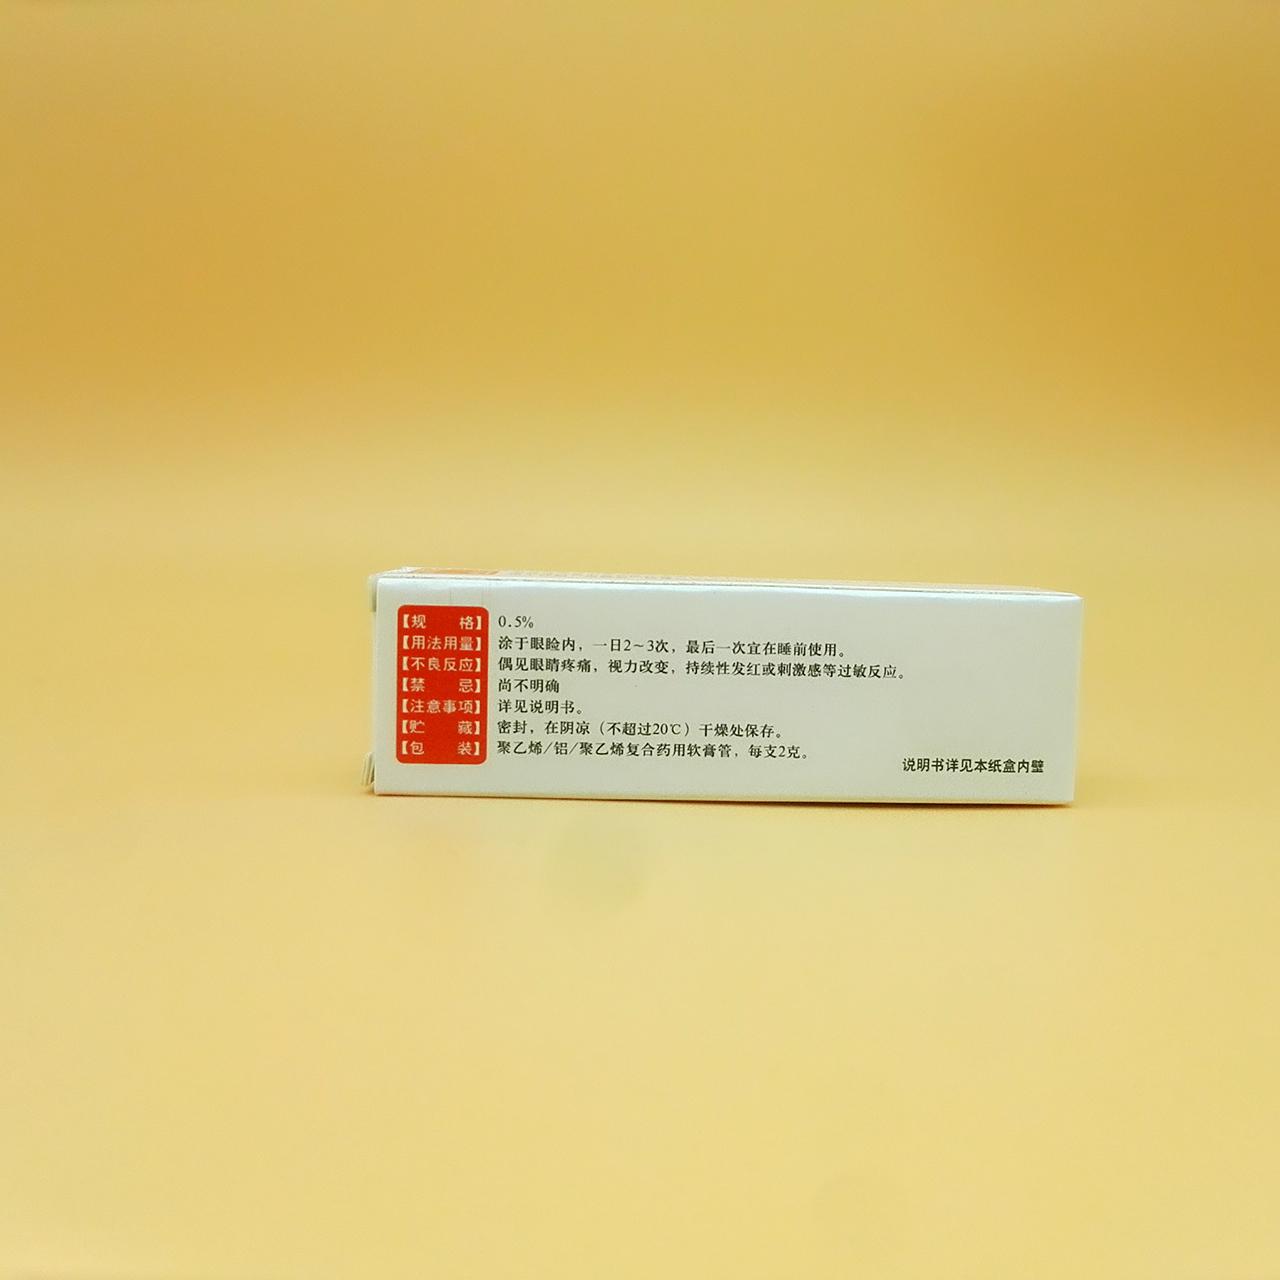 【规 格】 0.5%
【用法用量】 涂于眼睑内，一日2～3次，最后一次宜在睡前使用。
【不良反应】 偶见眼睛疼痛，视力改变，持续性发红或刺激感等过敏反应。
【禁 忌】 尚不明确
【注意事项】 详见说明书。
【贮 藏】 密封，在阴凉（不超过20℃）干燥处保存。
【包 装】 聚乙烯/铝/聚乙烯复合药用软膏管，每支2克。
说明书详见本纸盒内壁